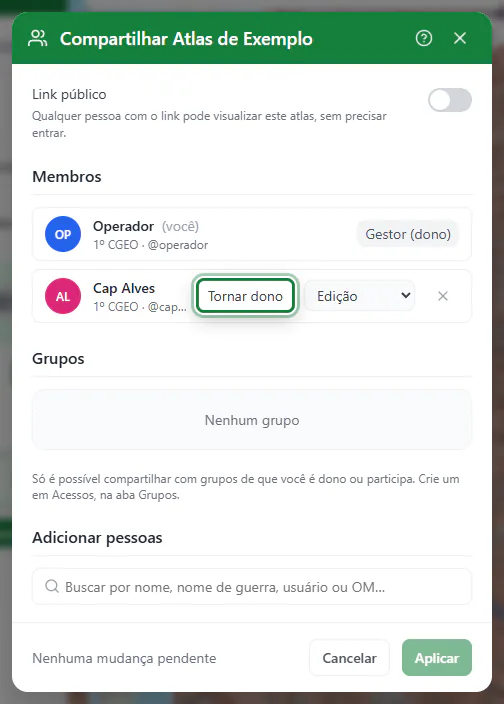 Compartilhar Atlas de Exemplo
Link público
Qualquer pessoa com o link pode visualizar este atlas, sem precisar
entrar.
Membros
OP
Operador (você)
1º CGEO · @operador
Gestor (dono)
AL
Cap Alves
1º CGEO · @cap...
Tornar dono
Edição
Grupos
Nenhum grupo
Só é possível compartilhar com grupos de que você é dono ou participa. Crie um
em Acessos, na aba Grupos.
Adicionar pessoas
Buscar por nome, nome de guerra, usuário ou OM...
Nenhuma mudança pendente
Cancelar
Aplicar